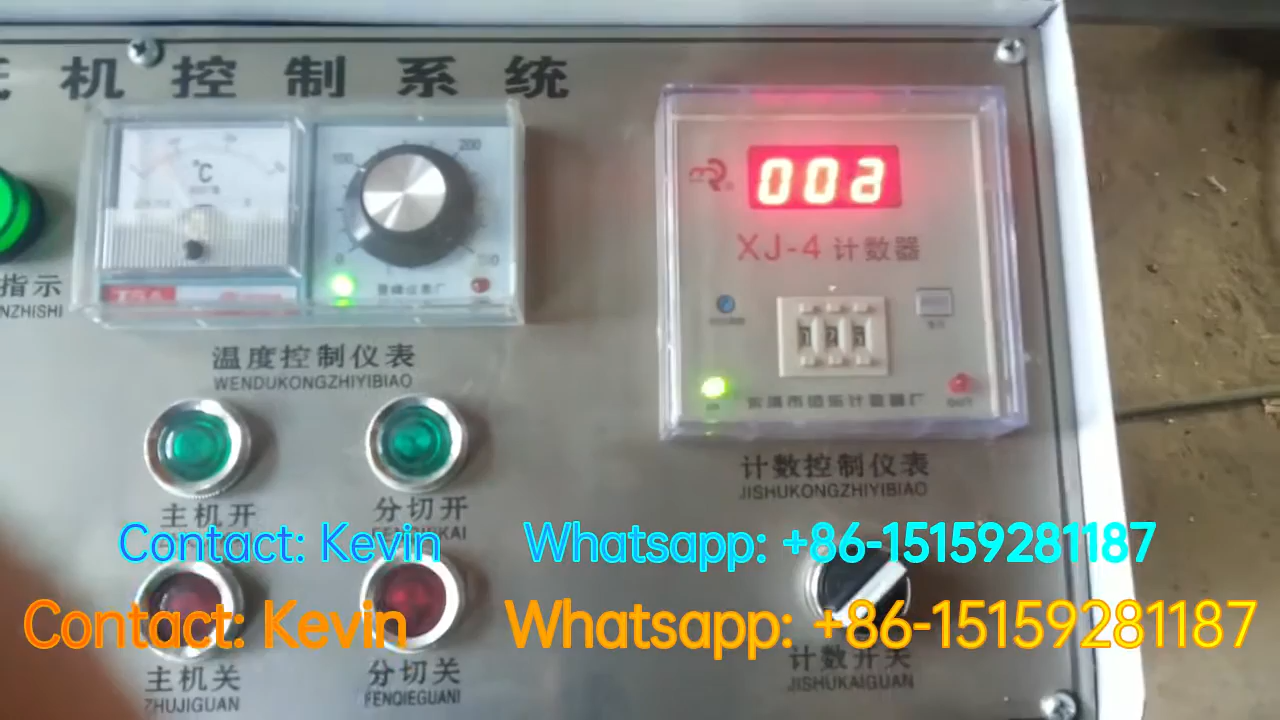 机控制系统
℃
100
200
0
指示
NZHISHI
温度控制仪表
WENDUKONGZHIYIBIAO
XJ-4 计数器
计数控制仪表
JISHUKONGZHIYIBIAO
主机开
分切开
Contact: Kevin Whatsapp: +86-15159281187
Contact: Kevin Whatsapp: +86-15159281187
主机关
ZHUJIGUAN
分切关
FENQIEGUANI
计数开关
JISHUKAIGUAN